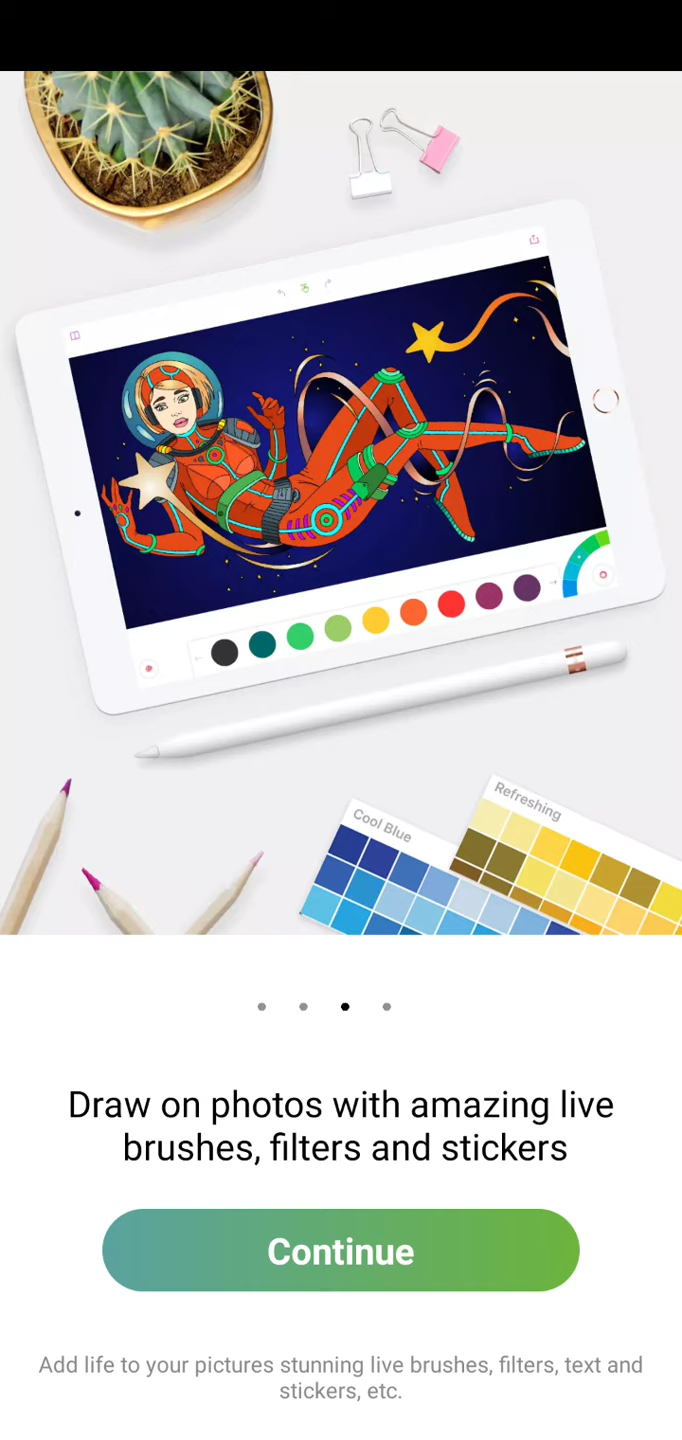 Refreshing
Cool Blue
Draw on photos with amazing live
brushes, filters and stickers
Continue
Add life to your pictures stunning live brushes, filters, text and
stickers, etc.